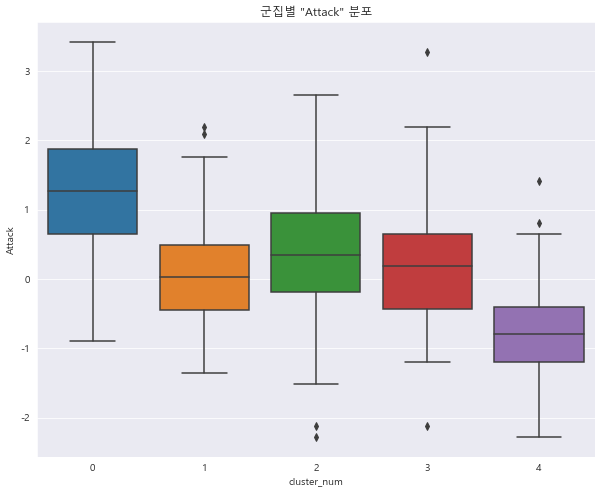 군집별 "Attack" 분포
Attack
3
2
1
0
-1
-2
0 1 2 3 4
cluster_num